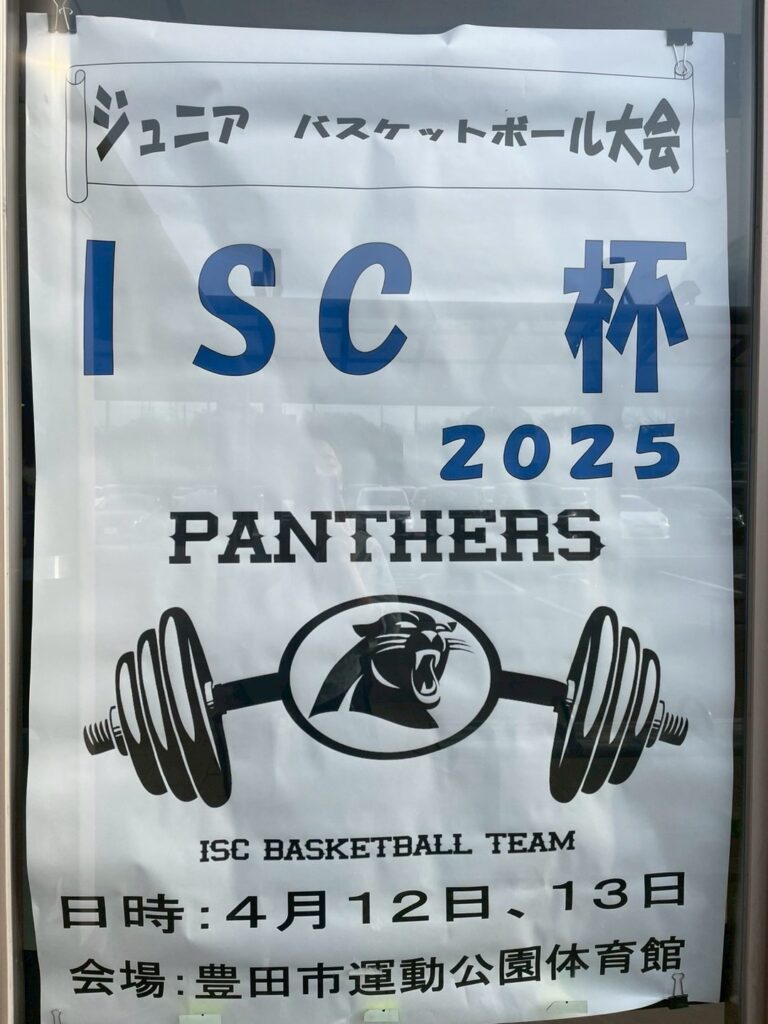 ジュニア バスケットボール大会
ISC 杯
2025
PANTHERS
ISC BASKETBALL TEAM
日時:4月12日、13日
会場:豊田市運動公園体育館